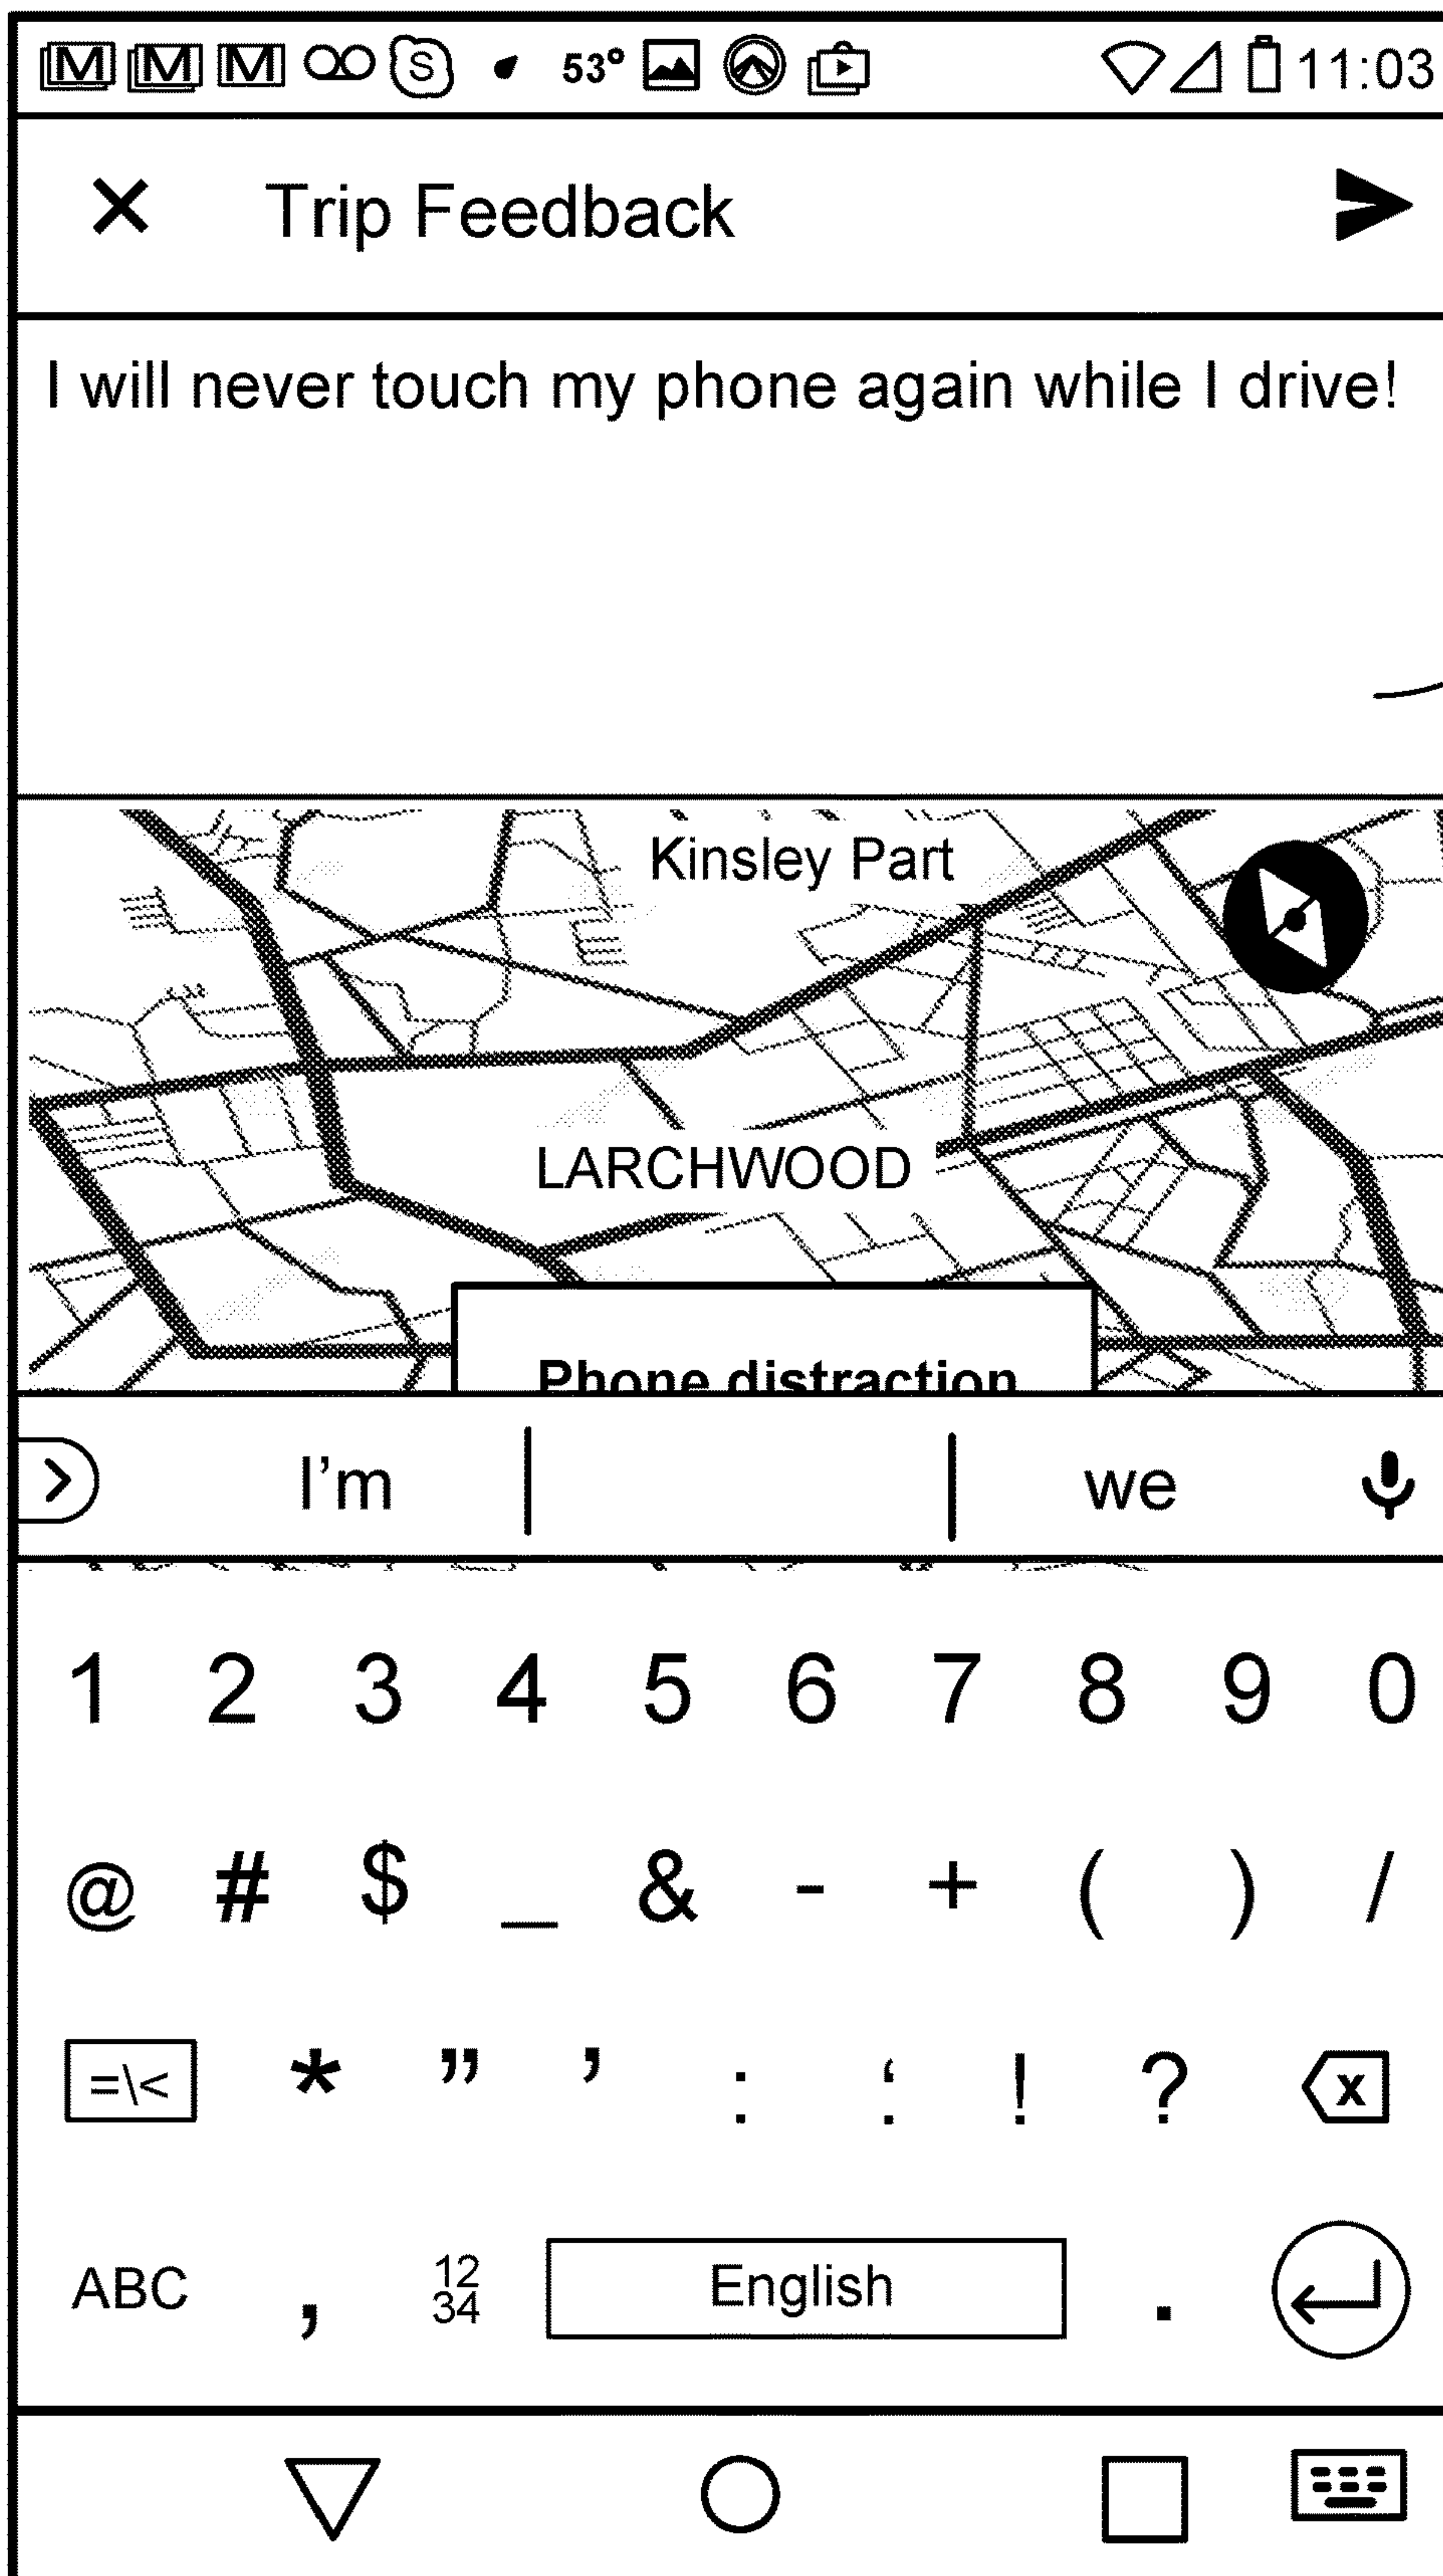 M M M S 53° 11:03
Trip Feedback
I will never touch my phone again while I drive!
Kinsley Part
LARCHWOOD
Phone distraction
I’m we
1 2 3 4 5 6 7 8 9 0
@ # $ _ & - + ( ) /
=\< * ” ’ : ‘. ! ? x
ABC , 12 English .
34